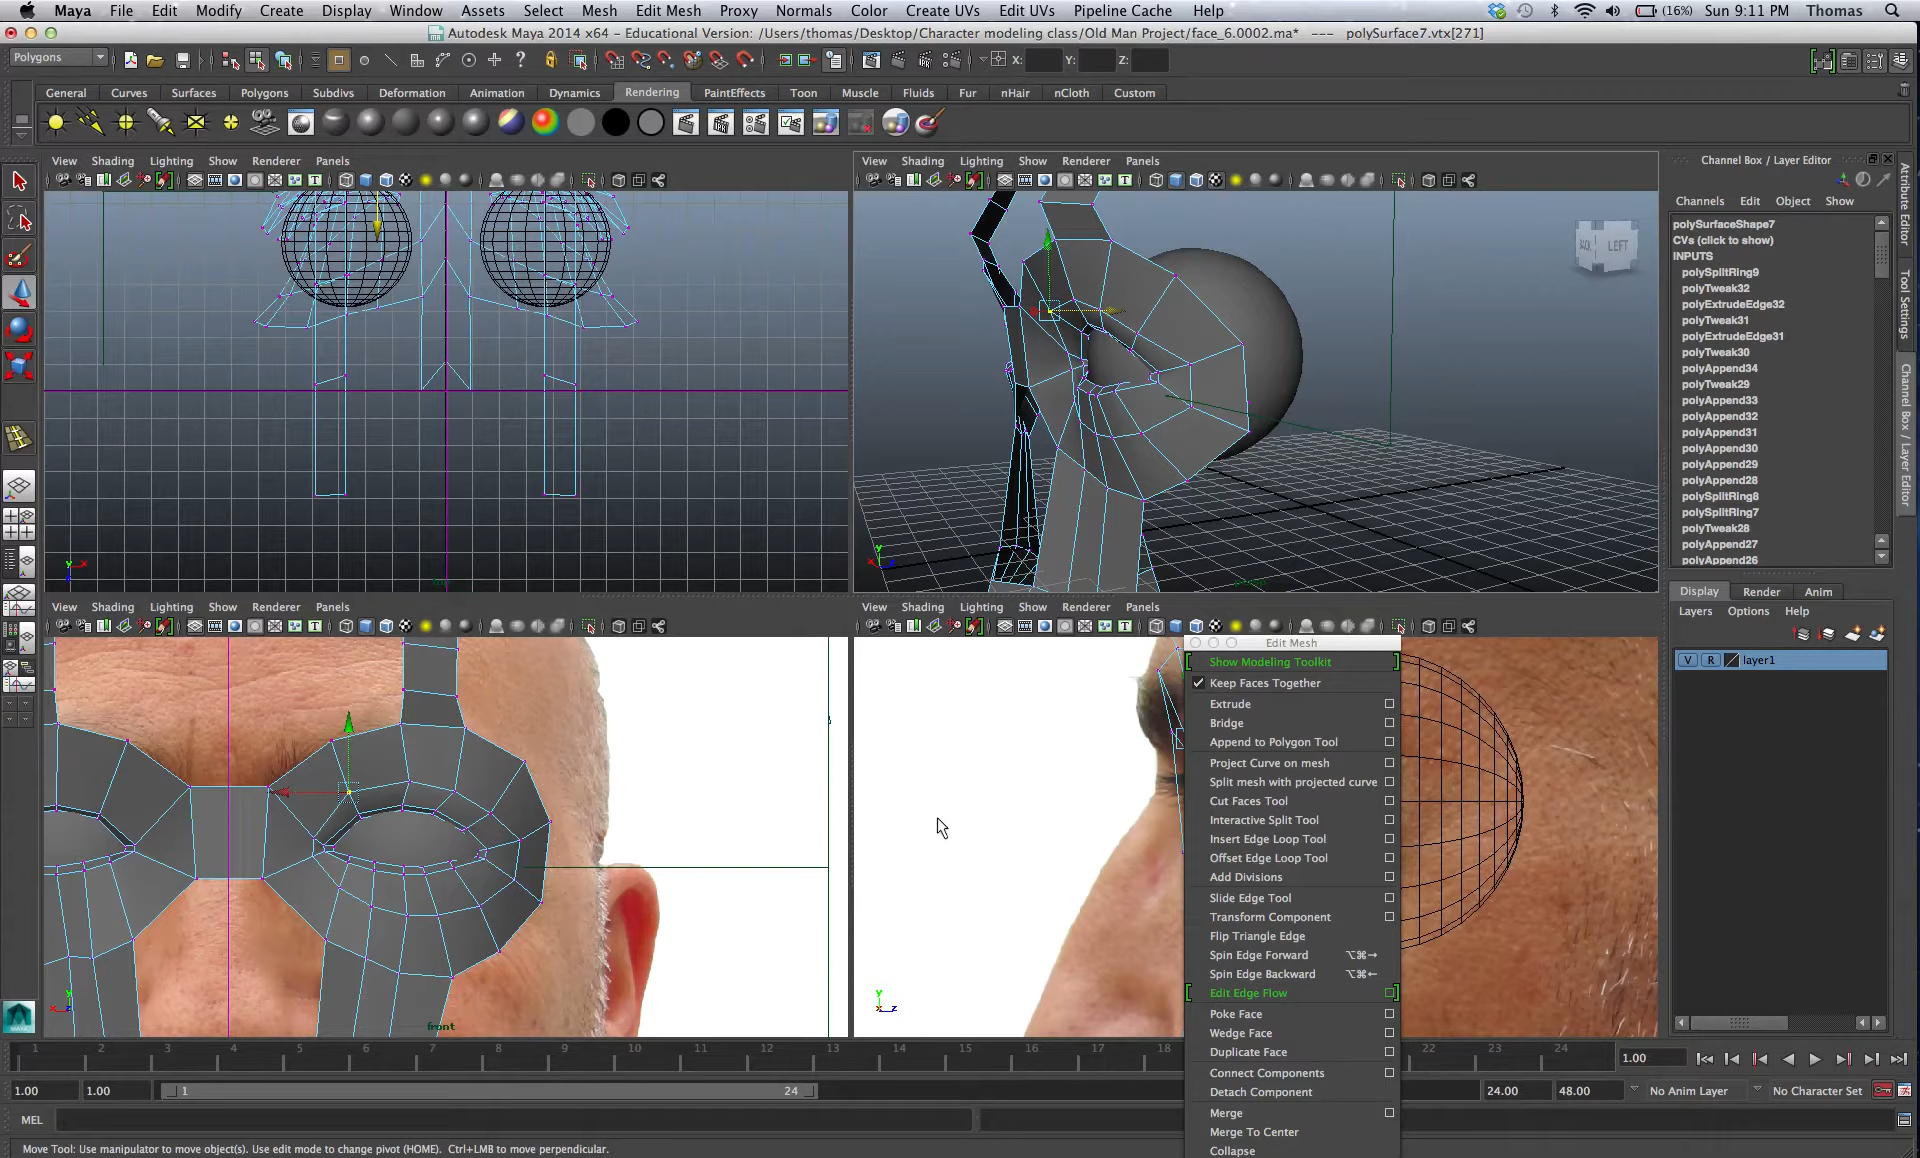 Maya File Edit Modify Create Display Window Assets Select Mesh Edit Mesh Proxy Normals Color Create UVs Edit UVs Pipeline Cache Help (16%) Sun 9:11 PM Thomas
Autodesk Maya 2014 x64 - Educational Version: /Users/thomas/Desktop/Character modeling class/Old Man Project/face_6.0002.ma* --- polySurface7.vtx[271]
Polygons X: Y: Z:
General Curves Surfaces Polygons Subdivs Deformation Animation Dynamics Rendering PaintEffects Toon Muscle Fluids Fur nHair nCloth Custom
View Shading Lighting Show Renderer Panels
View Shading Lighting Show Renderer Panels
LEFT
persp
View Shading Lighting Show Renderer Panels
front
View Shading Lighting Show Renderer Panels
Edit Mesh
Show Modeling Toolkit
Keep Faces Together
Extrude
Bridge
Append to Polygon Tool
Project Curve on mesh
Split mesh with projected curve
Cut Faces Tool
Interactive Split Tool
Insert Edge Loop Tool
Offset Edge Loop Tool
Add Divisions
Slide Edge Tool
Transform Component
Flip Triangle Edge
Spin Edge Forward ⌥⌘→
Spin Edge Backward ⌥⌘←
Edit Edge Flow
Poke Face
Wedge Face
Duplicate Face
Connect Components
Detach Component
Merge
Merge To Center
Collapse
Channel Box / Layer Editor
Channels Edit Object Show
polySurfaceShape7
CVs (click to show)
INPUTS
polySplitRing9
polyTweak32
polyExtrudeEdge32
polyTweak31
polyExtrudeEdge31
polyTweak30
polyAppend34
polyTweak29
polyAppend33
polyAppend32
polyAppend31
polyAppend30
polyAppend29
polyAppend28
polySplitRing8
polySplitRing7
polyTweak28
polyAppend27
polyAppend26
Attribute Editor
Tool Settings
Channel Box / Layer Editor
Display Render Anim
Layers Options Help
V R layer1
1 2 3 4 5 6 7 8 9 10 11 12 13 14 15 16 17 18 22 23 24 1.00
1.00 1.00 1 24 24.00 48.00 No Anim Layer No Character Set
MEL
Move Tool: Use manipulator to move object(s). Use edit mode to change pivot (HOME). Ctrl+LMB to move perpendicular.